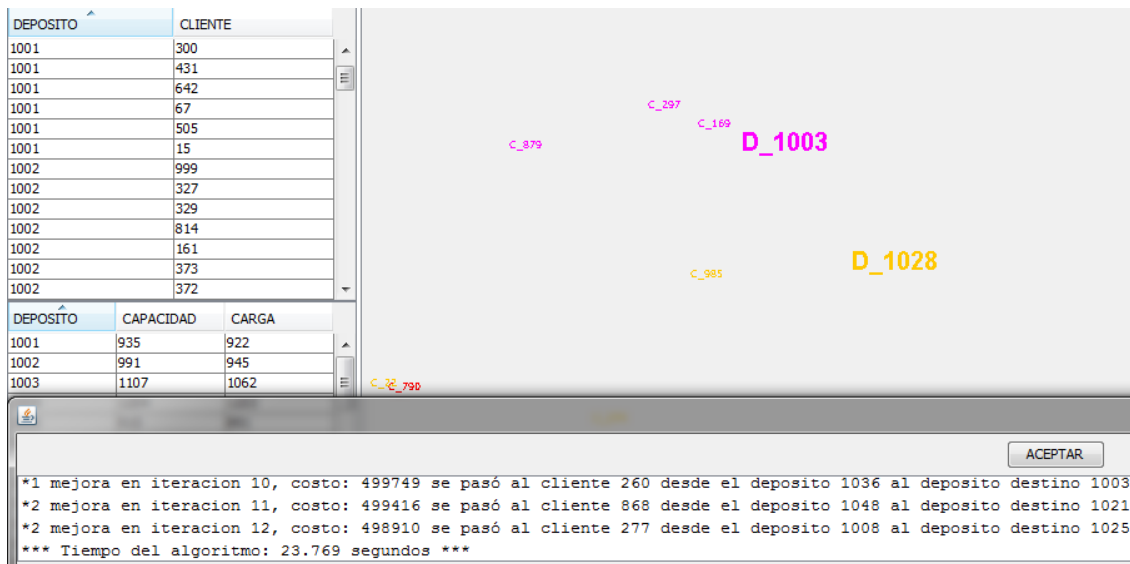 DEPOSITO CLIENTE
1001 300
1001 431
1001 642
1001 67
1001 505
1001 15
1002 999
1002 327
1002 329
1002 814
1002 161
1002 373
1002 372
DEPOSITO CAPACIDAD CARGA
1001 935 922
1002 991 945
1003 1107 1062
C_297
C_169
D_1003
C_879
D_1028
C_985
ACEPTAR
*1 mejora en iteracion 10, costo: 499749 se pasó al cliente 260 desde el deposito 1036 al deposito destino 1003
*2 mejora en iteracion 11, costo: 499416 se pasó al cliente 868 desde el deposito 1048 al deposito destino 1021
*2 mejora en iteracion 12, costo: 498910 se pasó al cliente 277 desde el deposito 1008 al deposito destino 1025
*** Tiempo del algoritmo: 23.769 segundos ***